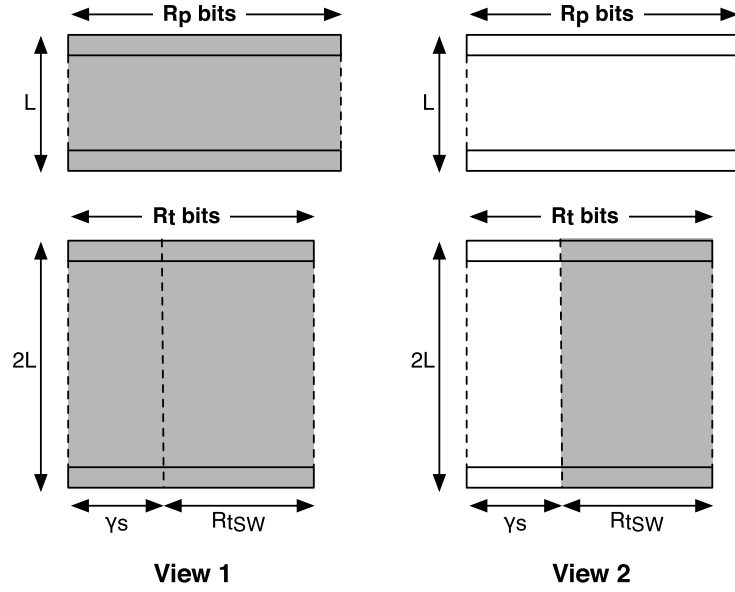 Rp bits
Rp bits
L
L
Rt bits
Rt bits
2L
2L
γs
RtSW
γs
RtSW
View 1
View 2